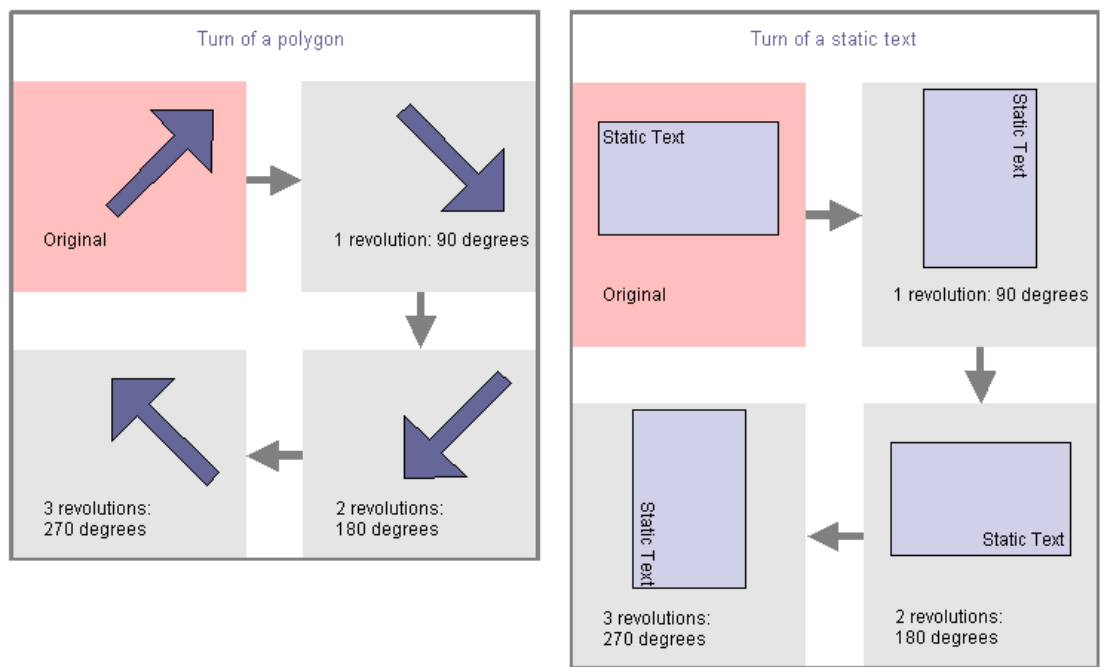 Turn of a polygon
Original
1 revolution: 90 degrees
3 revolutions:
270 degrees
2 revolutions:
180 degrees
Turn of a static text
Static Text
Original
Static Text
1 revolution: 90 degrees
Static Text
3 revolutions:
270 degrees
Static Text
2 revolutions:
180 degrees